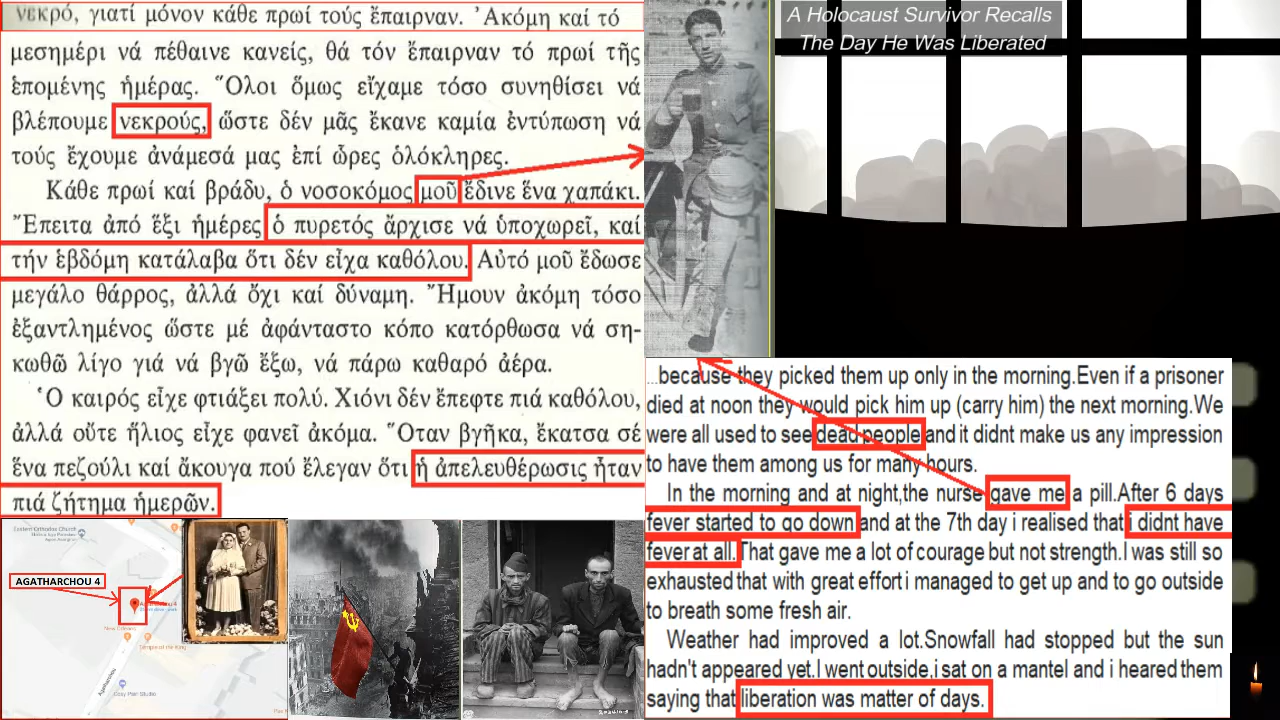 νεκρό, γιατί μόνον κάθε πρωί τούς ἔπαιρναν. Ἀκόμη καί τό
μεσημέρι νά πέθαινε κανείς, θά τόν ἔπαιρναν τό πρωί τῆς
ἑπομένης ἡμέρας. Ὅλοι ὅμως εἴχαμε τόσο συνηθίσει νά
βλέπουμε νεκρούς, ὥστε δέν μᾶς ἔκανε καμία ἐντύπωση νά
τούς ἔχουμε ἀνάμεσά μας ἐπί ὧρες ὁλόκληρες.
Κάθε πρωί καί βράδυ, ὁ νοσοκόμος μοῦ ἔδινε ἕνα χαπάκι.
Ἔπειτα ἀπό ἕξι ἡμέρες ὁ πυρετός ἄρχισε νά ὑποχωρεῖ, καί
τήν ἑβδόμη κατάλαβα ὅτι δέν εἶχα καθόλου. Αὐτό μοῦ ἔδωσε
μεγάλο θάρρος, ἀλλά ὄχι καί δύναμη. Ἤμουν ἀκόμη τόσο
ἐξαντλημένος ὥστε μέ ἀφάνταστο κόπο κατόρθωσα νά ση-
κωθῶ λίγο γιά νά βγῶ ἔξω, νά πάρω καθαρό ἀέρα.
Ὁ καιρός εἶχε φτιάξει πολύ. Χιόνι δέν ἔπεφτε πιά καθόλου,
ἀλλά οὔτε ἥλιος εἶχε φανεῖ ἀκόμα. Ὅταν βγῆκα, ἔκατσα σέ
ἕνα πεζούλι καί ἄκουγα πού ἔλεγαν ὅτι ἡ ἀπελευθέρωσις ἦταν
πιά ζήτημα ἡμερῶν.
A Holocaust Survivor Recalls
The Day He Was Liberated
...because they picked them up only in the morning.Even if a prisoner
died at noon they would pick him up (carry him) the next morning.We
were all used to see dead people and it didnt make us any impression
to have them among us for many hours.
In the morning and at night,the nurse gave me a pill.After 6 days
fever started to go down and at the 7th day i realised that i didnt have
fever at all.That gave me a lot of courage but not strength.I was still so
exhausted that with great effort i managed to get up and to go outside
to breath some fresh air.
Weather had improved a lot.Snowfall had stopped but the sun
hadn't appeared yet.I went outside,i sat on a mantel and i heared them
saying that liberation was matter of days.
Eastern Orthodox Church
AGATHARCHOU 4
Agatharchou 4
Temple of the King
Cozy Pet Studio